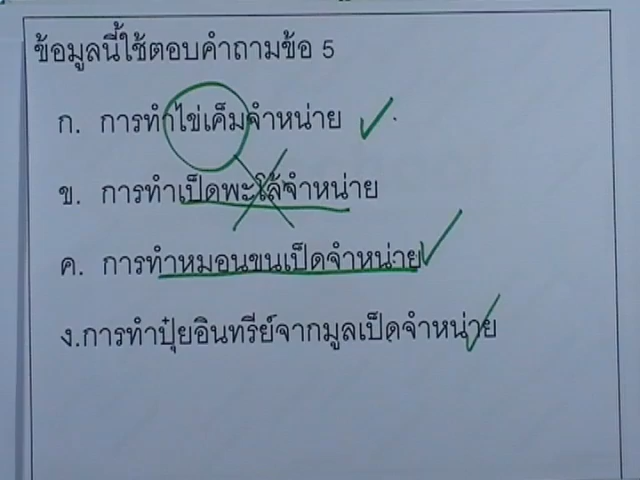 ข้อมูลนี้ใช้ตอบคำถามข้อ 5
ก. การทำไข่เค็มจำหน่าย
ข. การทำเป็ดพะโล้จำหน่าย
ค. การทำหมอนขนเป็ดจำหน่าย
ง.การทำปุ๋ยอินทรีย์จากมูลเป็ดจำหน่าย